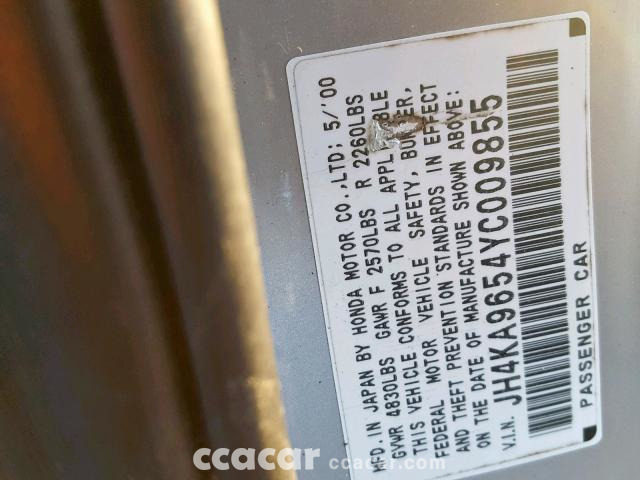 MFD. IN JAPAN BY HONDA MOTOR CO.,LTD; 5/'00
GVWR 4830LBS GAWR F 2570LBS R 2260LBS
THIS VEHICLE CONFORMS TO ALL
FEDERAL MOTOR VEHICLE SAFETY,
AND THEFT PREVENTION STANDARDS IN EFFECT
ON THE DATE OF MANUFACTURE SHOWN ABOVE:
V.I.N. JH4KA9654YC009855
PASSENGER CAR
ccacar ccacar.com